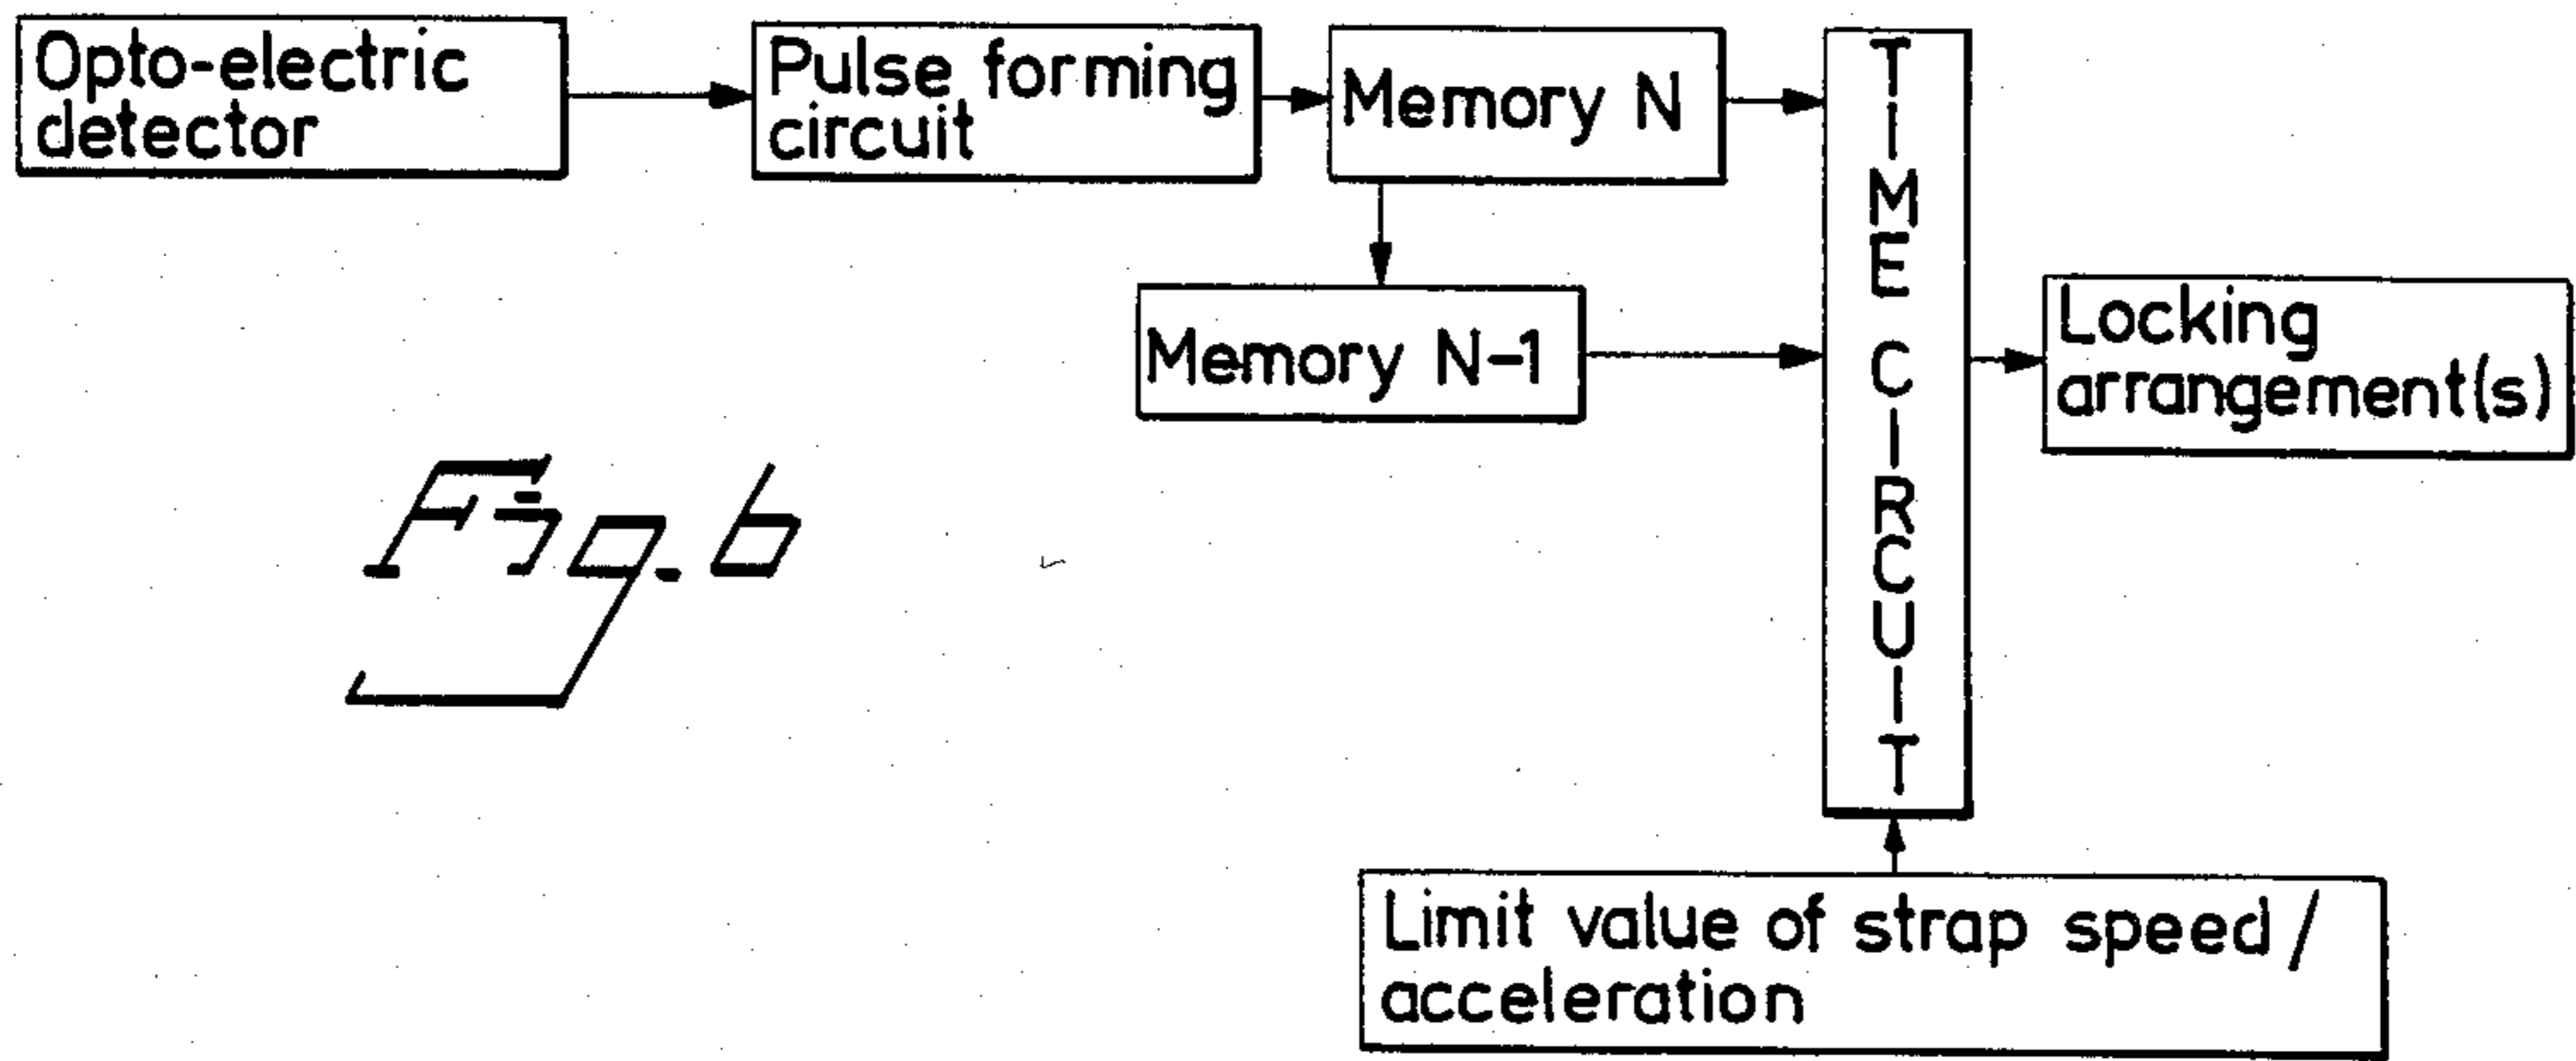 Opto-electric
detector
Pulse forming
circuit
Memory N
TIME CIRCUIT
Memory N-1
Locking
arrangement(s)
Fig. 6
Limit value of strap speed /
acceleration